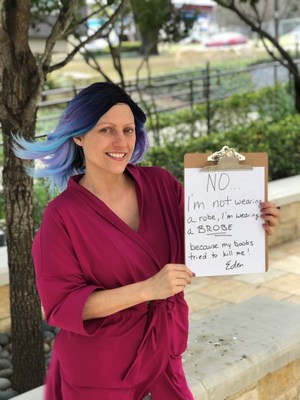 NO...
I'm not wearing
a robe, I'm wearing
a BROBE
because my boobs
tried to kill me!
Eden